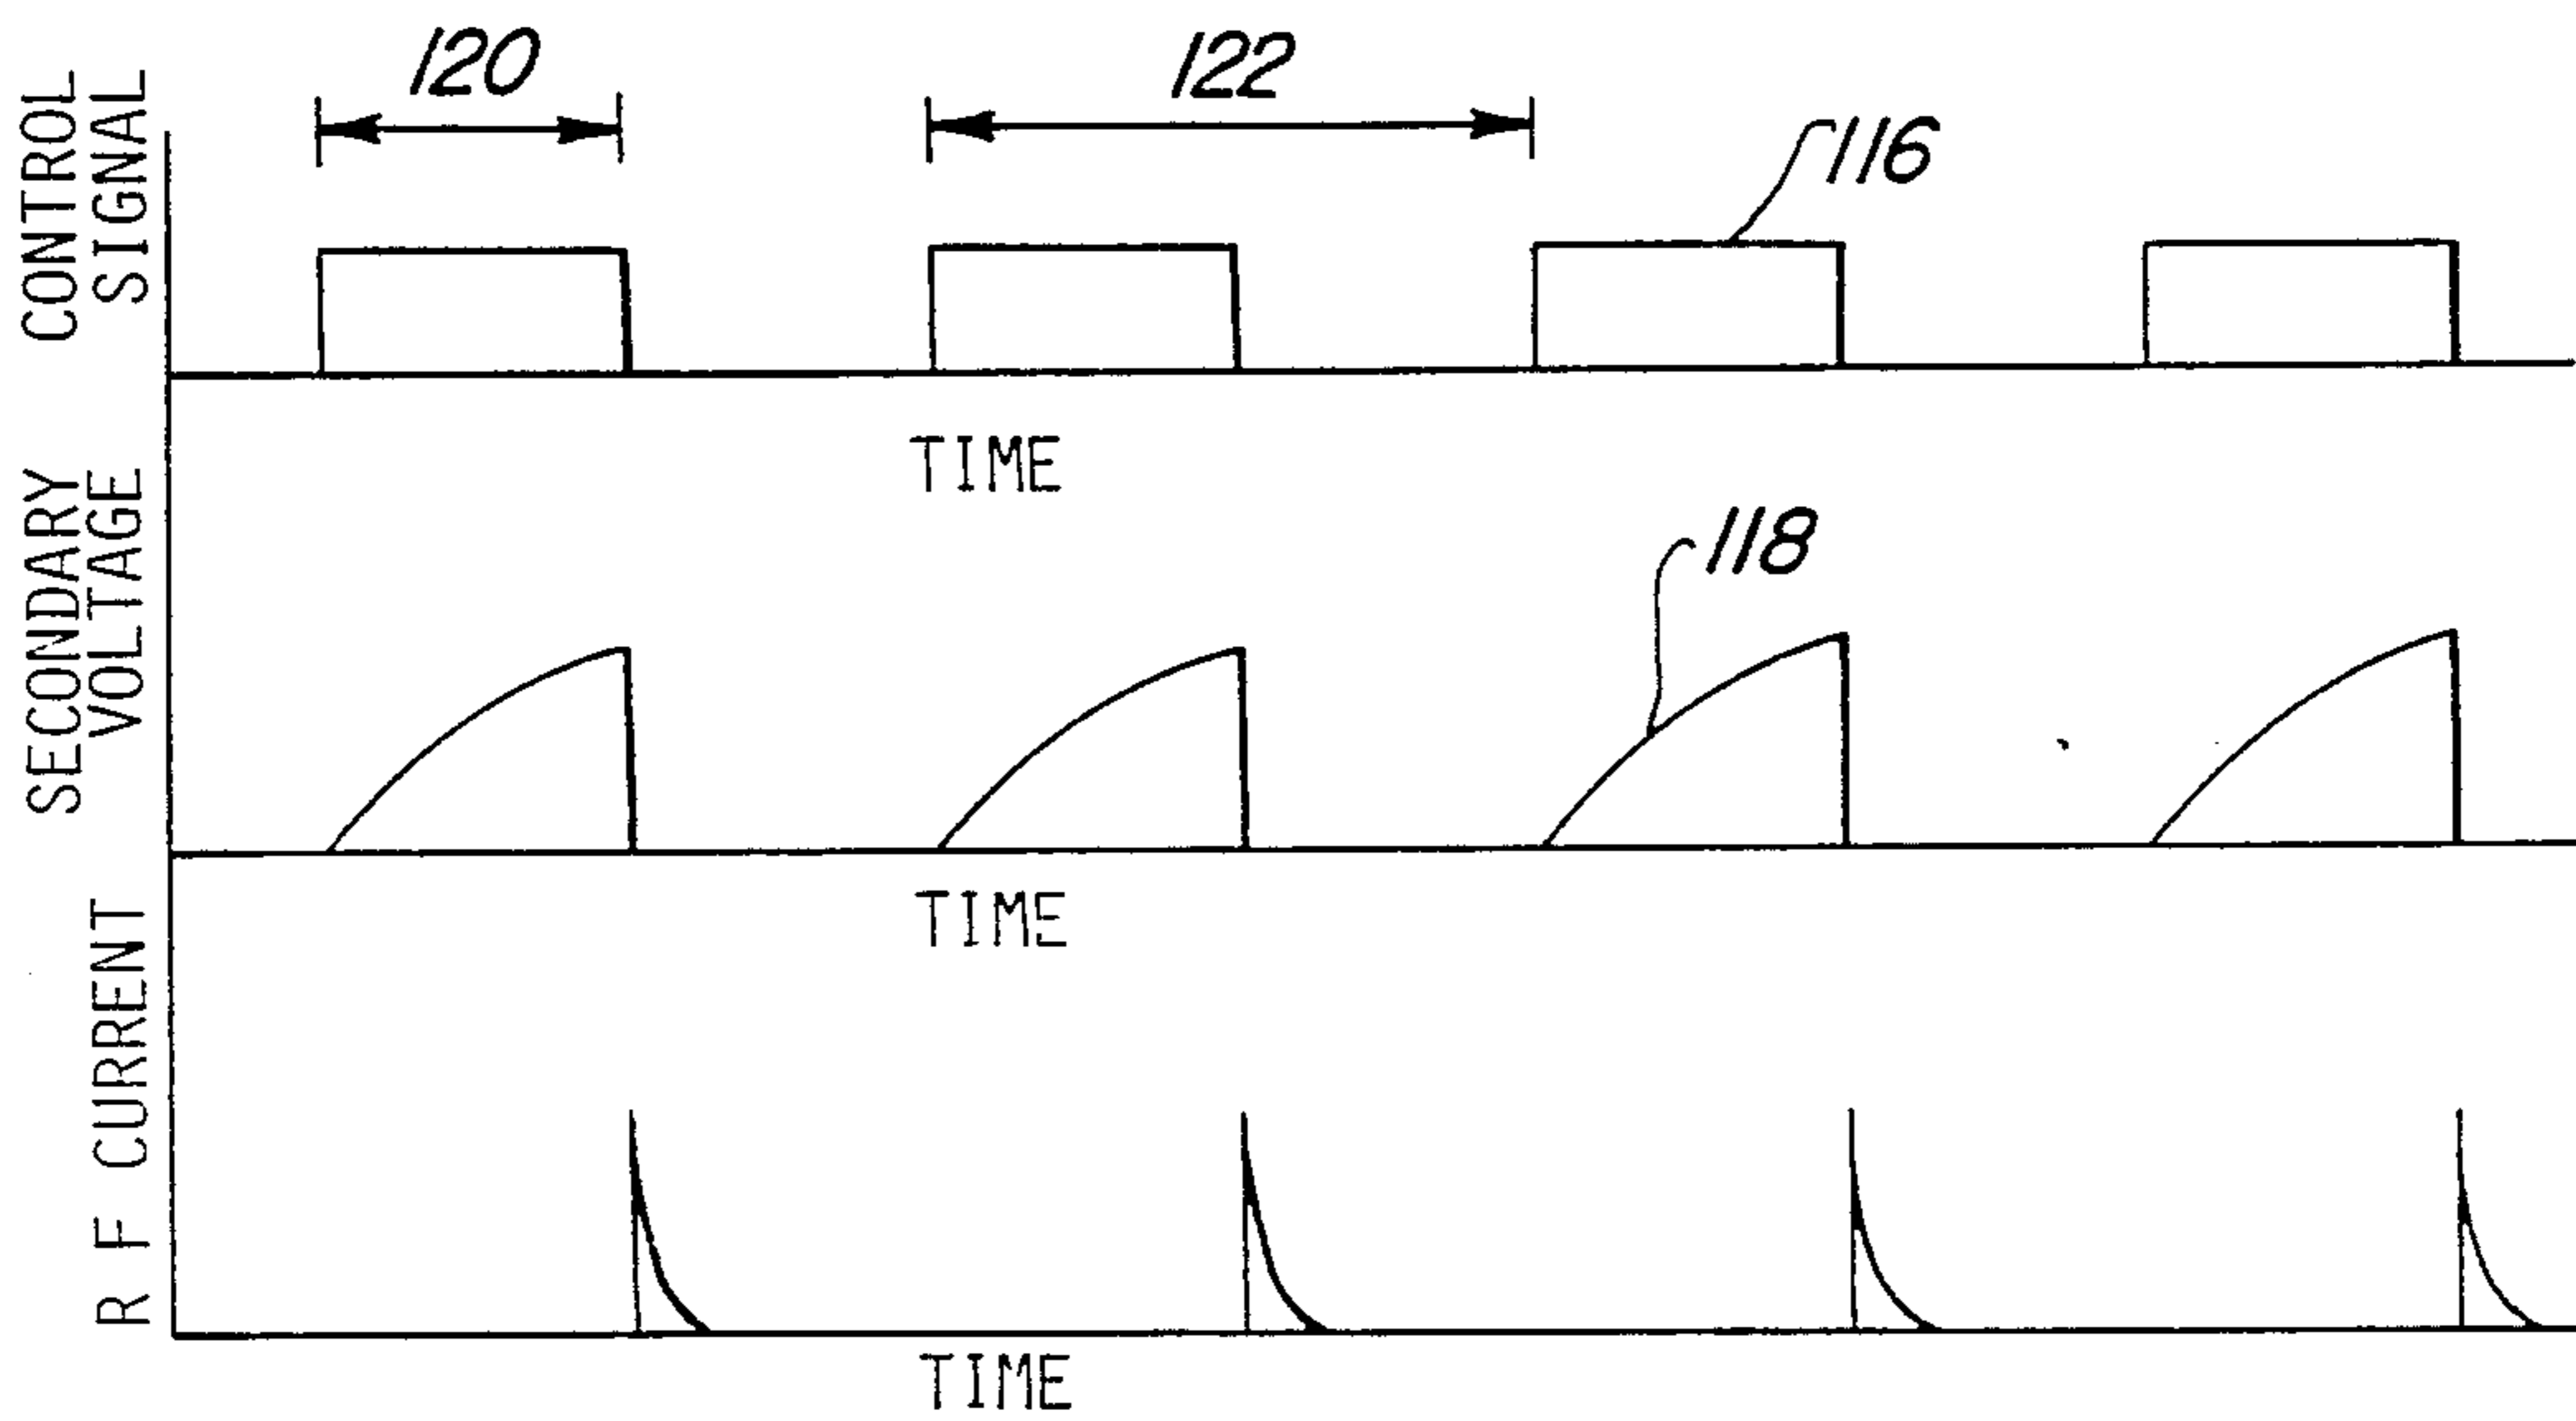 120
122
116
CONTROL
SIGNAL
TIME
118
SECONDARY
VOLTAGE
TIME
R F CURRENT
TIME